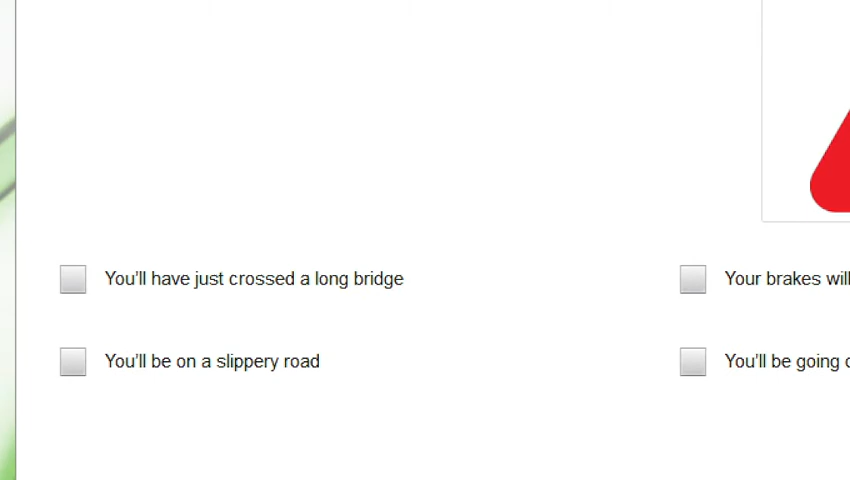 You'll have just crossed a long bridge
Your brakes will
You'll be on a slippery road
You'll be going